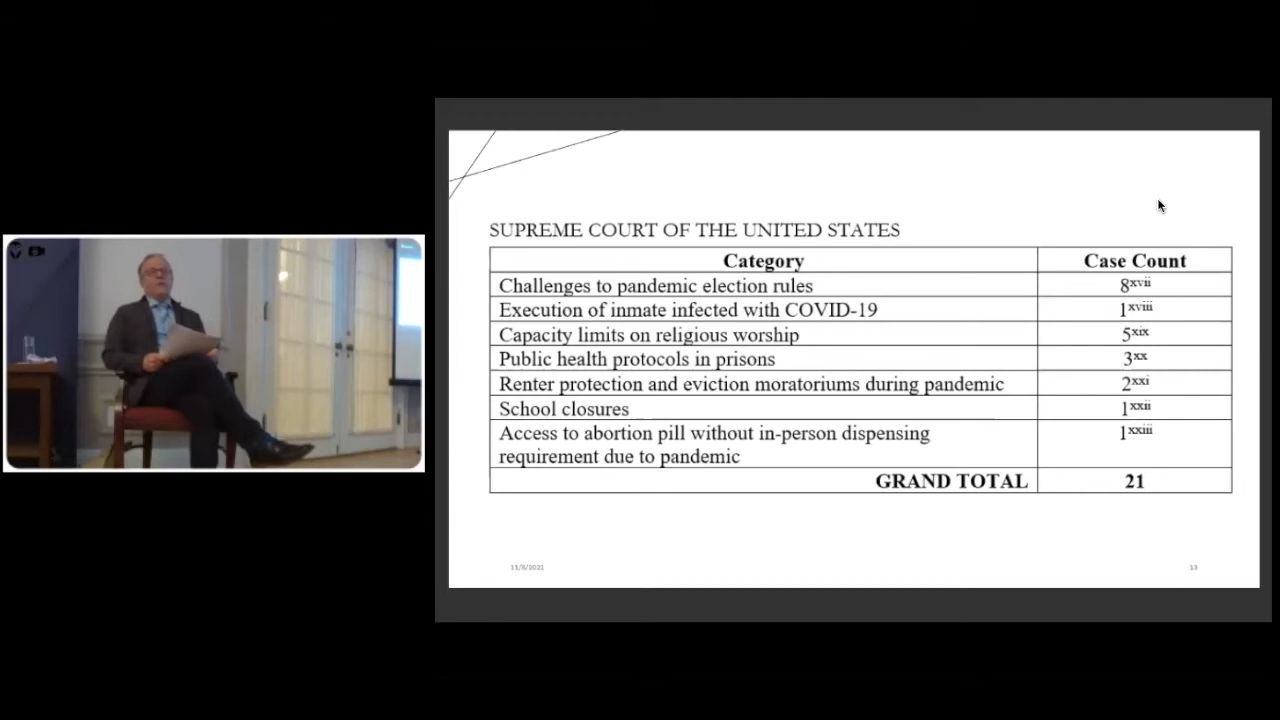 SUPREME COURT OF THE UNITED STATES
Category Case Count
Challenges to pandemic election rules 8xvii
Execution of inmate infected with COVID-19 1xviii
Capacity limits on religious worship 5xix
Public health protocols in prisons 3xx
Renter protection and eviction moratoriums during pandemic 2xxi
School closures 1xxii
Access to abortion pill without in-person dispensing 1xxiii
requirement due to pandemic
GRAND TOTAL 21
13